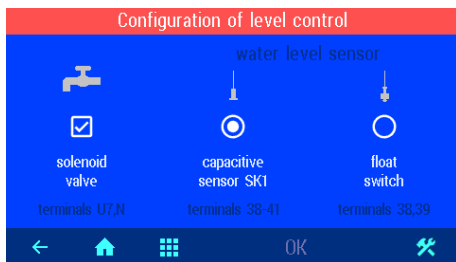 Configuration of level control
water level sensor
solenoid
valve
capacitive
sensor SK1
float
switch
terminals U7,N
terminals 38-41
terminals 38,39
OK